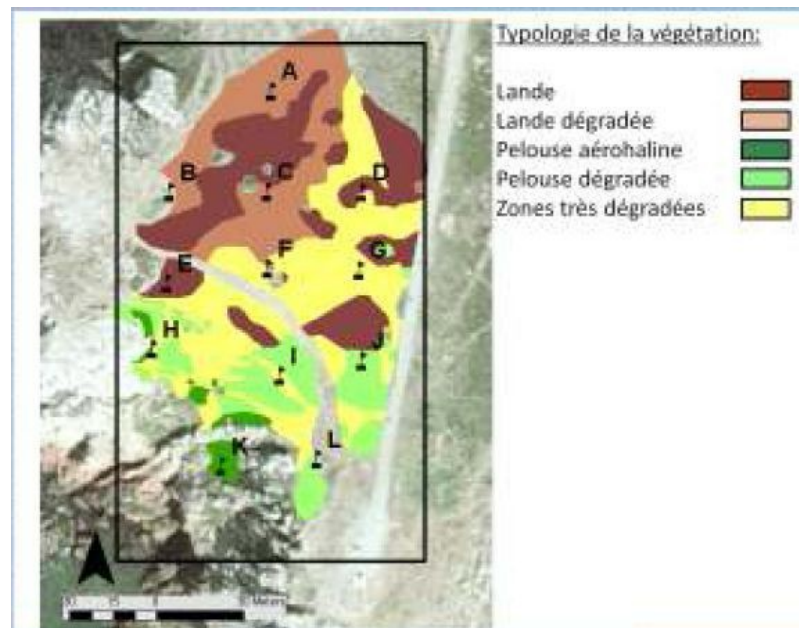 Typologie de la végétation:
Lande
Lande dégradée
Pelouse aérohaline
Pelouse dégradée
Zones très dégradées
A
B
C
D
E
F
G
H
I
J
K
L
Meters